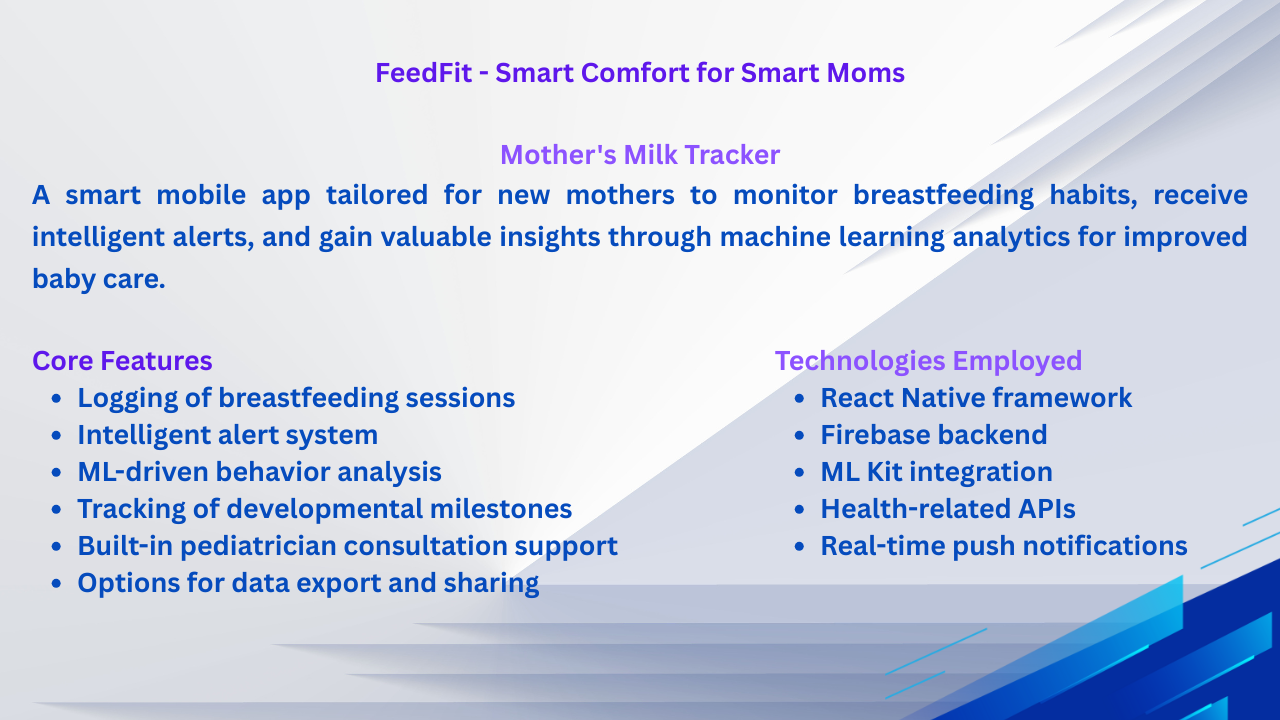 FeedFit - Smart Comfort for Smart Moms
Mother's Milk Tracker
A smart mobile app tailored for new mothers to monitor breastfeeding habits, receive
intelligent alerts, and gain valuable insights through machine learning analytics for improved
baby care.
Core Features
• Logging of breastfeeding sessions
• Intelligent alert system
• ML-driven behavior analysis
• Tracking of developmental milestones
• Built-in pediatrician consultation support
• Options for data export and sharing
Technologies Employed
• React Native framework
• Firebase backend
• ML Kit integration
• Health-related APIs
• Real-time push notifications